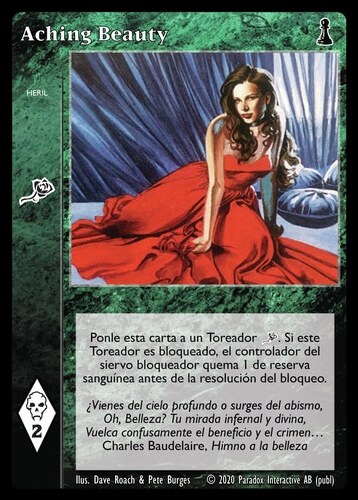 Aching Beauty
HERIL
Ponle esta carta a un Toreador. Si este
Toreador es bloqueado, el controlador del
siervo bloqueador quema 1 de reserva
sanguínea antes de la resolución del bloqueo.
¿Vienes del cielo profundo o surges del abismo,
Oh, Belleza? Tu mirada infernal y divina,
Vuelca confusamente el beneficio y el crimen…
Charles Baudelaire, Himno a la belleza
2
Illus. Dave Roach & Pete Burges © 2020 Paradox Interactive AB (publ)